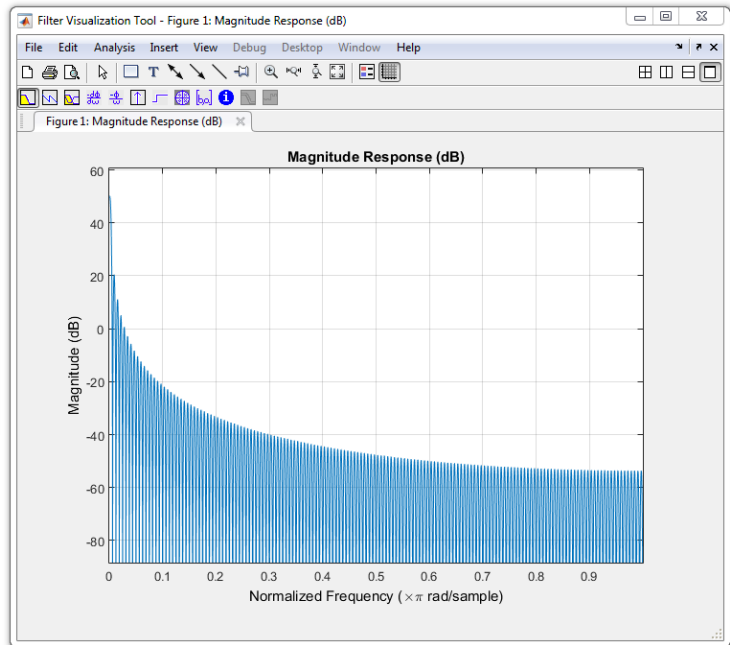 Filter Visualization Tool - Figure 1: Magnitude Response (dB)
File Edit Analysis Insert View Debug Desktop Window Help
Figure 1: Magnitude Response (dB)
Magnitude Response (dB)
60
40
20
0
-20
-40
-60
-80
Magnitude (dB)
0 0.1 0.2 0.3 0.4 0.5 0.6 0.7 0.8 0.9
Normalized Frequency (×π rad/sample)